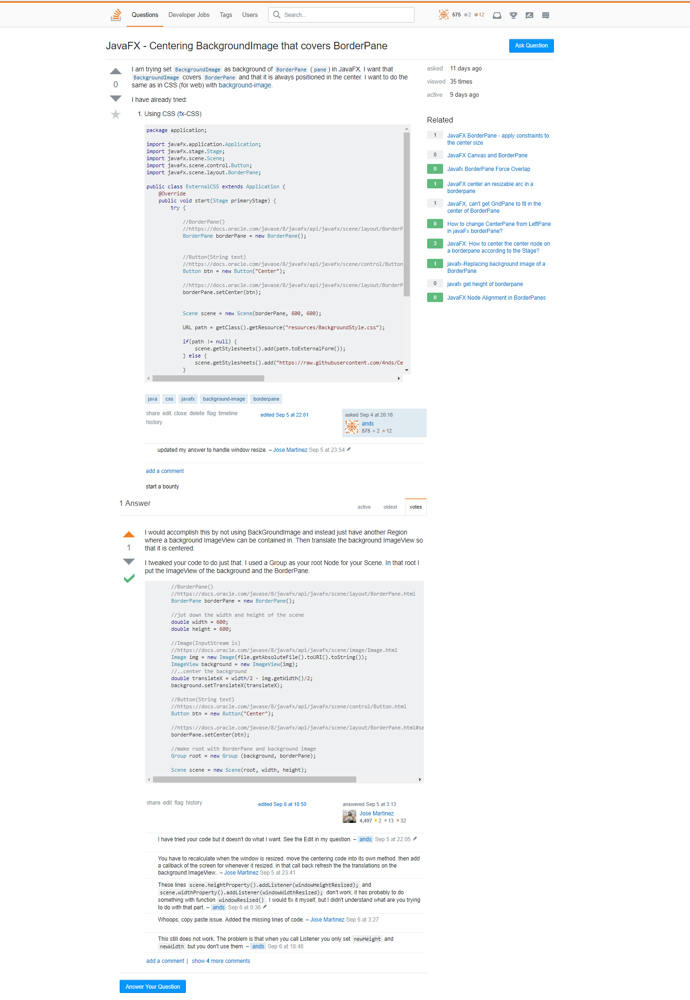 Questions Developer Jobs Tags Users Search... 575 2 12
JavaFX - Centering BackgroundImage that covers BorderPane
Ask Question
0
I am trying set BackgroundImage as background of BorderPane (pane) in JavaFX. I want that
BackgroundImage covers BorderPane and that it is always positioned in the center. I want to do the
same as in CSS (for web) with background-image.
I have already tried:
1. Using CSS (fx-CSS)
package application;
import javafx.application.Application;
import javafx.stage.Stage;
import javafx.scene.Scene;
import javafx.scene.control.Button;
import javafx.scene.layout.BorderPane;
public class ExternalCSS extends Application {
@Override
public void start(Stage primaryStage) {
try {
//BorderPane()
//https://docs.oracle.com/javase/8/javafx/api/javafx/scene/layout/BorderP
BorderPane borderPane = new BorderPane();
//Button(String text)
//https://docs.oracle.com/javase/8/javafx/api/javafx/scene/control/Button
Button btn = new Button("Center");
//https://docs.oracle.com/javase/8/javafx/api/javafx/scene/layout/BorderP
borderPane.setCenter(btn);
Scene scene = new Scene(borderPane, 600, 600);
URL path = getClass().getResource("resources/BackgroundStyle.css");
if(path != null) {
scene.getStylesheets().add(path.toExternalForm());
} else {
scene.getStylesheets().add("https://raw.githubusercontent.com/4nds/Ce
}
java css javafx background-image borderpane
share edit close delete flag timeline
history
edited Sep 5 at 22:01
asked Sep 4 at 20:18
ands
575 2 12
updated my answer to handle window resize. – Jose Martinez Sep 5 at 23:54
add a comment
start a bounty
asked 11 days ago
viewed 35 times
active 9 days ago
Related
1 JavaFX BorderPane - apply constraints to
the center size
0 JavaFX Canvas and BorderPane
0 Javafx BorderPane Force Overlap
1 JavaFX center an resizable arc in a
borderpane
1 JavaFX, can't get GridPane to fit in the
center of BorderPane
0 How to change CenterPane from LeftPane
in javaFx borderPane?
3 JavaFX: How to center the center node on
a borderpane according to the Stage?
1 javafx-Replacing background image of a
BorderPane
0 javafx get height of borderpane
0 JavaFX Node Alignment in BorderPanes
1 Answer
active oldest votes
1
I would accomplish this by not using BackGroundImage and instead just have another Region
where a background ImageView can be contained in. Then translate the background ImageView so
that it is centered.
I tweaked your code to do just that. I used a Group as your root Node for your Scene. In that root I
put the ImageView of the background and the BorderPane.
//BorderPane()
//https://docs.oracle.com/javase/8/javafx/api/javafx/scene/layout/BorderPane.html
BorderPane borderPane = new BorderPane();
//jot down the width and height of the scene
double width = 600;
double height = 600;
//Image(InputStream is)
//https://docs.oracle.com/javase/8/javafx/api/javafx/scene/image/Image.html
Image img = new Image(file.getAbsoluteFile().toURI().toString());
ImageView background = new ImageView(img);
//..center the background
double translateX = width/2 - img.getWidth()/2;
background.setTranslateX(translateX);
//Button(String text)
//https://docs.oracle.com/javase/8/javafx/api/javafx/scene/control/Button.html
Button btn = new Button("Center");
//https://docs.oracle.com/javase/8/javafx/api/javafx/scene/layout/BorderPane.html#se
borderPane.setCenter(btn);
//make root with BorderPane and background image
Group root = new Group (background, borderPane);
Scene scene = new Scene(root, width, height);
share edit flag history
edited Sep 6 at 18:50
answered Sep 5 at 3:13
Jose Martinez
4,497 2 13 32
I have tried your code but it doesn't do what I want. See the Edit in my question. – ands Sep 5 at 22:05
You have to recalculate when the window is resized. move the centering code into its own method. then add
a callback of the screen for whenever it resized. in that call back refresh the the translations on the
background ImageView.. – Jose Martinez Sep 5 at 23:41
These lines scene.heightProperty().addListener(windowHeightResized); and
scene.widthProperty().addListener(windowWidthResized); don't work, it has probably to do
something with function windowResized() . I would fix it myself, but I didn't understand what are you trying
to do with that part. – ands Sep 6 at 0:36
Whoops, copy paste issue. Added the missing lines of code. – Jose Martinez Sep 6 at 3:27
This still does not work. The problem is that when you call Listener you only set newHeight and
newWidth but you don't use them. – ands Sep 6 at 18:48
add a comment | show 4 more comments
Answer Your Question